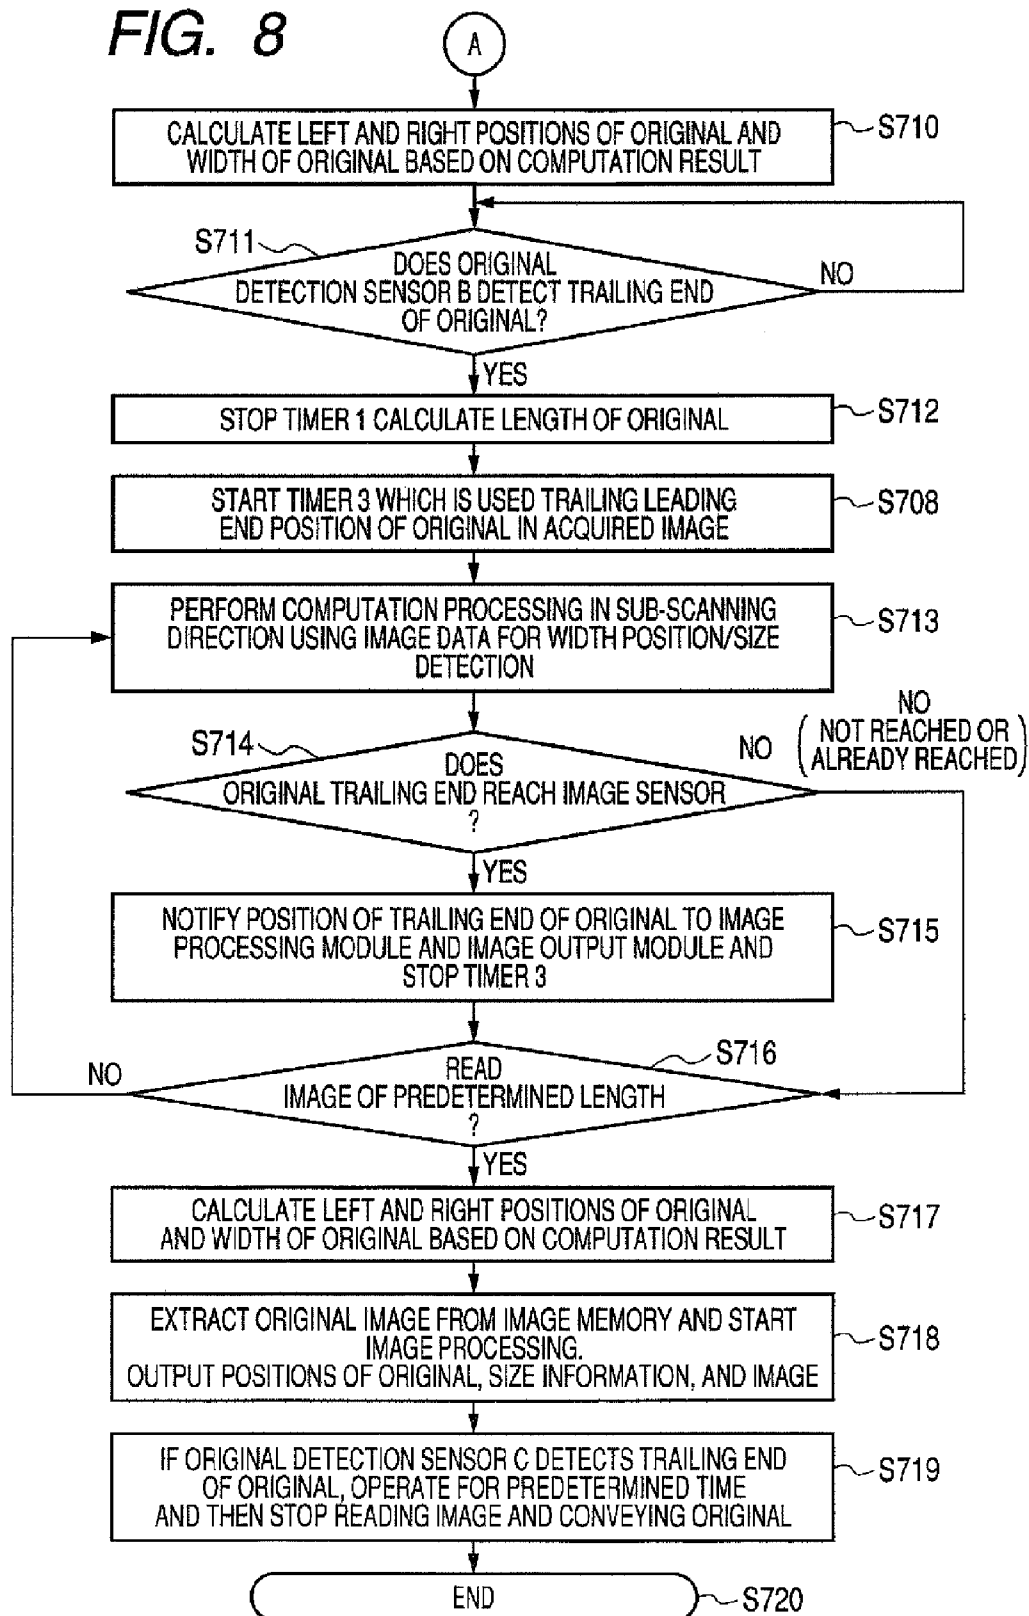 FIG. 8
A
CALCULATE LEFT AND RIGHT POSITIONS OF ORIGINAL AND
WIDTH OF ORIGINAL BASED ON COMPUTATION RESULT
S710
S711
DOES ORIGINAL
DETECTION SENSOR B DETECT TRAILING END
OF ORIGINAL?
NO
YES
STOP TIMER 1 CALCULATE LENGTH OF ORIGINAL
S712
START TIMER 3 WHICH IS USED TRAILING LEADING
END POSITION OF ORIGINAL IN ACQUIRED IMAGE
S708
PERFORM COMPUTATION PROCESSING IN SUB-SCANNING
DIRECTION USING IMAGE DATA FOR WIDTH POSITION/SIZE
DETECTION
S713
S714
DOES
ORIGINAL TRAILING END REACH IMAGE SENSOR
?
NO
NO
(NOT REACHED OR
ALREADY REACHED)
YES
NOTIFY POSITION OF TRAILING END OF ORIGINAL TO IMAGE
PROCESSING MODULE AND IMAGE OUTPUT MODULE AND
STOP TIMER 3
S715
S716
READ
IMAGE OF PREDETERMINED LENGTH
?
NO
YES
CALCULATE LEFT AND RIGHT POSITIONS OF ORIGINAL
AND WIDTH OF ORIGINAL BASED ON COMPUTATION RESULT
S717
EXTRACT ORIGINAL IMAGE FROM IMAGE MEMORY AND START
IMAGE PROCESSING.
OUTPUT POSITIONS OF ORIGINAL, SIZE INFORMATION, AND IMAGE
S718
IF ORIGINAL DETECTION SENSOR C DETECTS TRAILING END
OF ORIGINAL, OPERATE FOR PREDETERMINED TIME
AND THEN STOP READING IMAGE AND CONVEYING ORIGINAL
S719
END
S720